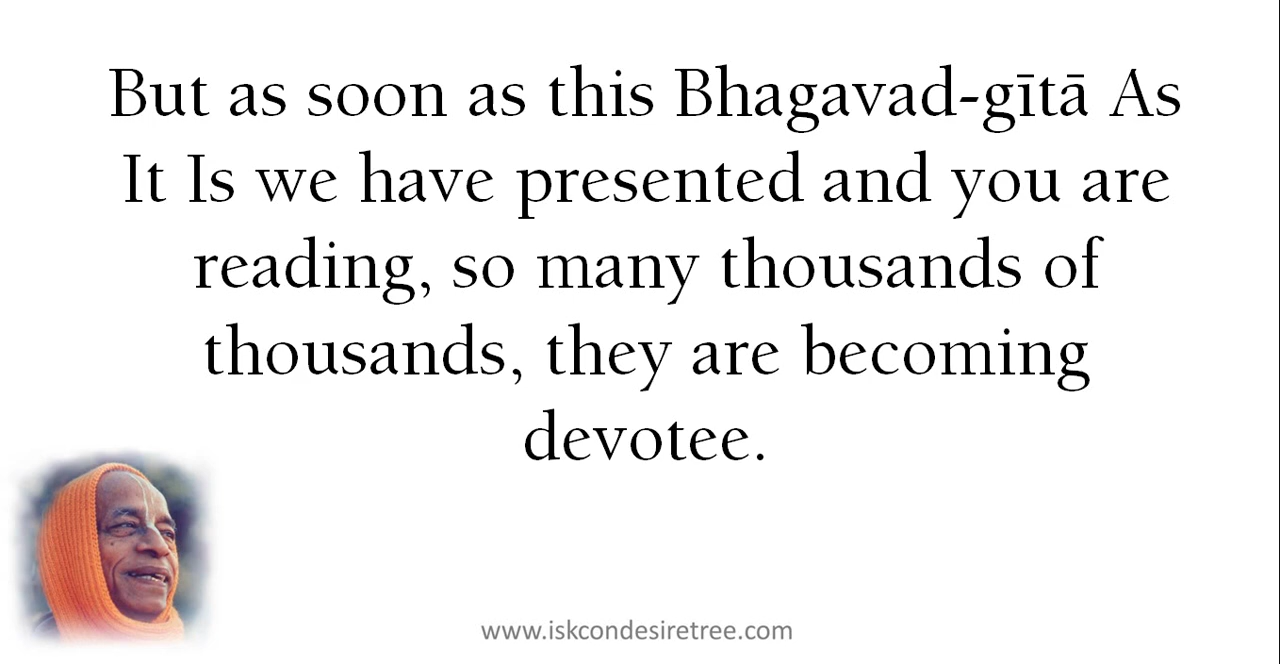 But as soon as this Bhagavad-gītā As
It Is we have presented and you are
reading, so many thousands of
thousands, they are becoming
devotee.
www.iskcondesiretree.com